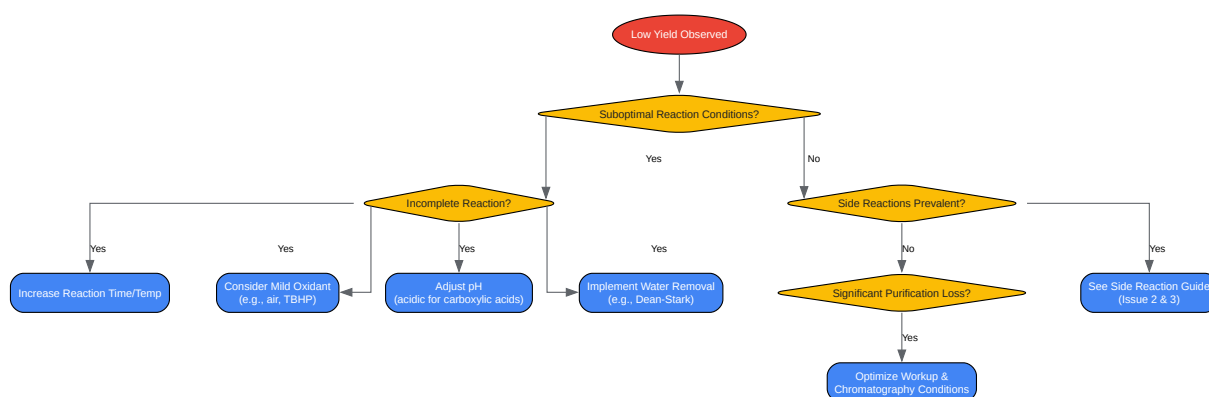 Low Yield Observed
Suboptimal Reaction Conditions?
Yes
No
Incomplete Reaction?
Side Reactions Prevalent?
Yes
Yes
Yes
Yes
No
Yes
Increase Reaction Time/Temp
Consider Mild Oxidant
(e.g., air, TBHP)
Adjust pH
(acidic for carboxylic acids)
Implement Water Removal
(e.g., Dean-Stark)
Significant Purification Loss?
See Side Reaction Guide
(Issue 2 & 3)
Yes
Optimize Workup &
Chromatography Conditions